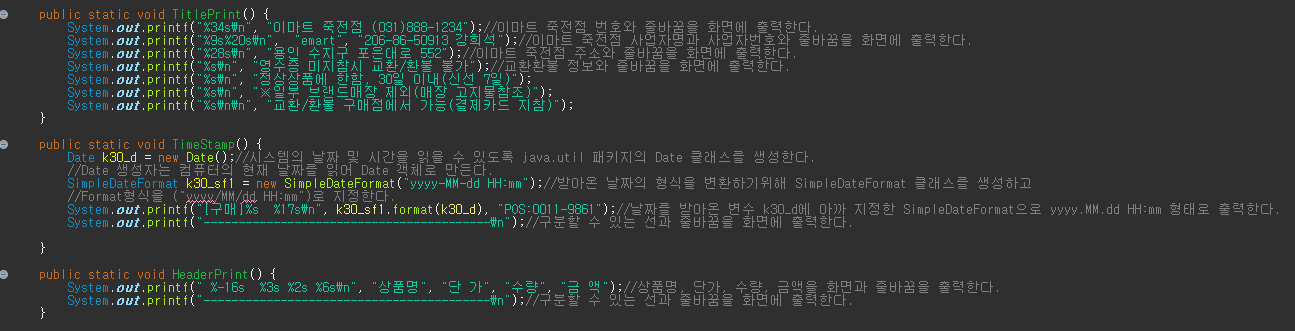 public static void TitlePrint() {
System.out.printf("%34s₩n", "이마트 죽전점 (031)888-1234");//이마트 죽전점 번호와 줄바꿈을 화면에 출력한다.
System.out.printf("%9s%20s₩n",  "emart", "206-86-50913 강희석");//이마트 죽전점 사업자명과 사업자번호와 줄바꿈을 화면에 출력한다.
System.out.printf("%28s₩n", "용인 수지구 포은대로 552");//이마트 죽전점 주소와 줄바꿈을 화면에 출력한다.
System.out.printf("%s₩n", "영수증 미지참시 교환/환불 불가");//교환환불 정보와 줄바꿈을 화면에 출력한다.
System.out.printf("%s₩n", "정상상품에 한함, 30일 이내(신선 7일)");
System.out.printf("%s₩n", "※일부 브랜드매장 제외(매장 고지물참조)");
System.out.printf("%s₩n₩n", "교환/환불 구매점에서 가능(결제카드 지참)");
}
public static void TimeStamp() {
Date k30_d = new Date();//시스템의 날짜 및 시간을 읽을 수 있도록 java.util 패키지의 Date 클래스를 생성한다.
//Date 생성자는 컴퓨터의 현재 날짜를 읽어 Date 객체로 만든다.
SimpleDateFormat k30_sf1 = new SimpleDateFormat("yyyy-MM-dd HH:mm");//받아온 날짜의 형식을 변환하기위해 SimpleDateFormat 클래스를 생성하고
//Format형식을 ("yyyyy/MM/dd HH:mm")로 지정한다.
System.out.printf("[구매]%s  %17s₩n", k30_sf1.format(k30_d), "POS:0011-9861");//날짜를 받아온 변수 k30_d에 아까 지정한 SimpleDateFormat으로 yyyy.MM.dd HH:mm 형태로 출력한다.
System.out.printf("-----------------------------------------₩n");//구분할 수 있는 선과 줄바꿈을 화면에 출력한다.
}
public static void HeaderPrint() {
System.out.printf(" %-16s  %3s %2s %6s₩n", "상품명", "단 가", "수량", "금 액");//상품명, 단가, 수량, 금액을 화면과 줄바꿈을 출력한다.
System.out.printf("-----------------------------------------₩n");//구분할 수 있는 선과 줄바꿈을 화면에 출력한다.
}